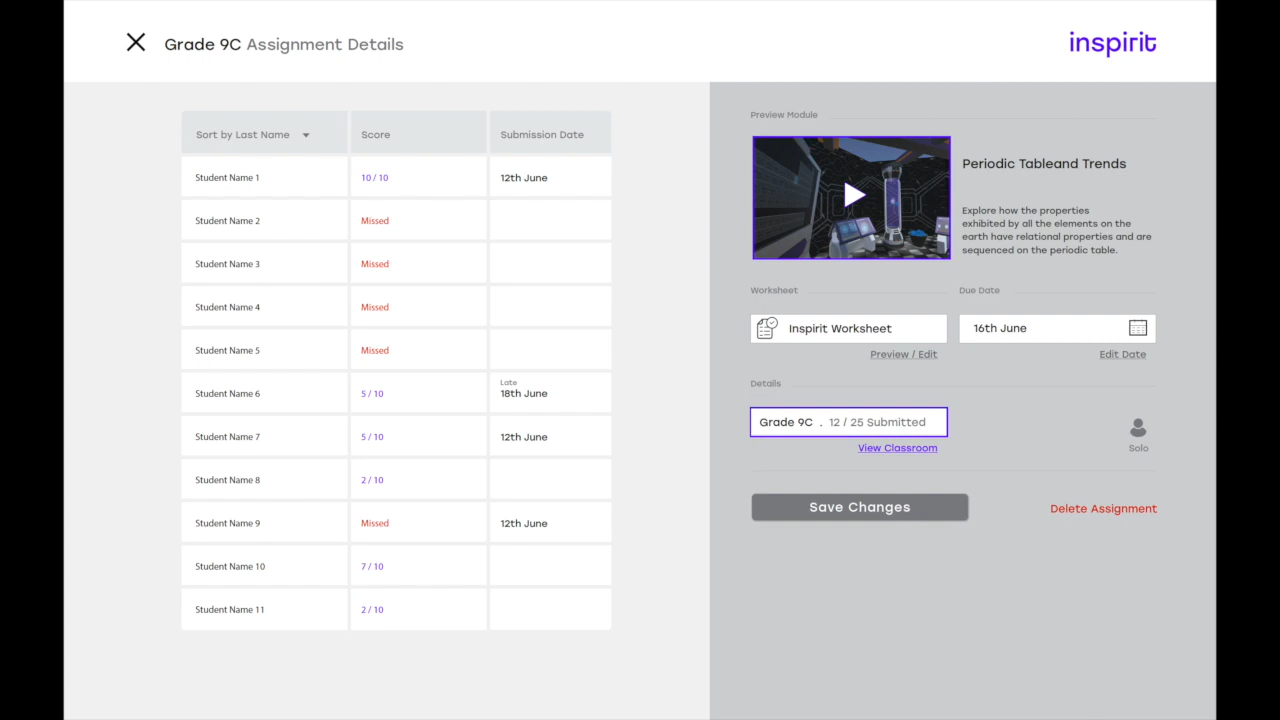 Grade 9C Assignment Details
inspirit
Sort by Last Name Score Submission Date
Student Name 1 10 / 10 12th June
Student Name 2 Missed
Student Name 3 Missed
Student Name 4 Missed
Student Name 5 Missed
Late
Student Name 6 5 / 10 18th June
Student Name 7 5 / 10 12th June
Student Name 8 2 / 10
Student Name 9 Missed 12th June
Student Name 10 7 / 10
Student Name 11 2 / 10
Preview Module
Periodic Tableand Trends
Explore how the properties
exhibited by all the elements on the
earth have relational properties and are
sequenced on the periodic table.
Worksheet Due Date
Inspirit Worksheet 16th June
Preview / Edit Edit Date
Details
Grade 9C . 12 / 25 Submitted
View Classroom Solo
Save Changes Delete Assignment